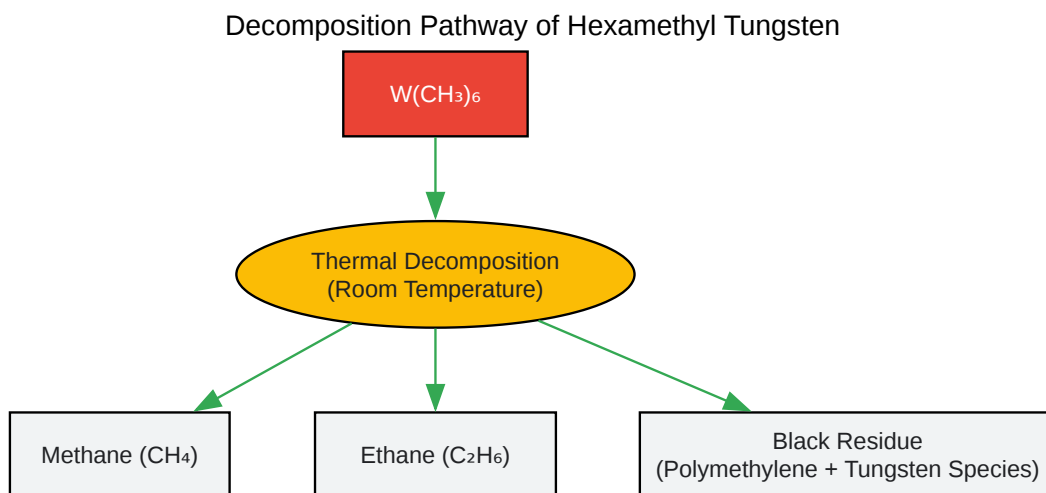 Decomposition Pathway of Hexamethyl Tungsten
W(CH₃)₆
Thermal Decomposition
(Room Temperature)
Methane (CH₄)
Ethane (C₂H₆)
Black Residue
(Polymethylene + Tungsten Species)